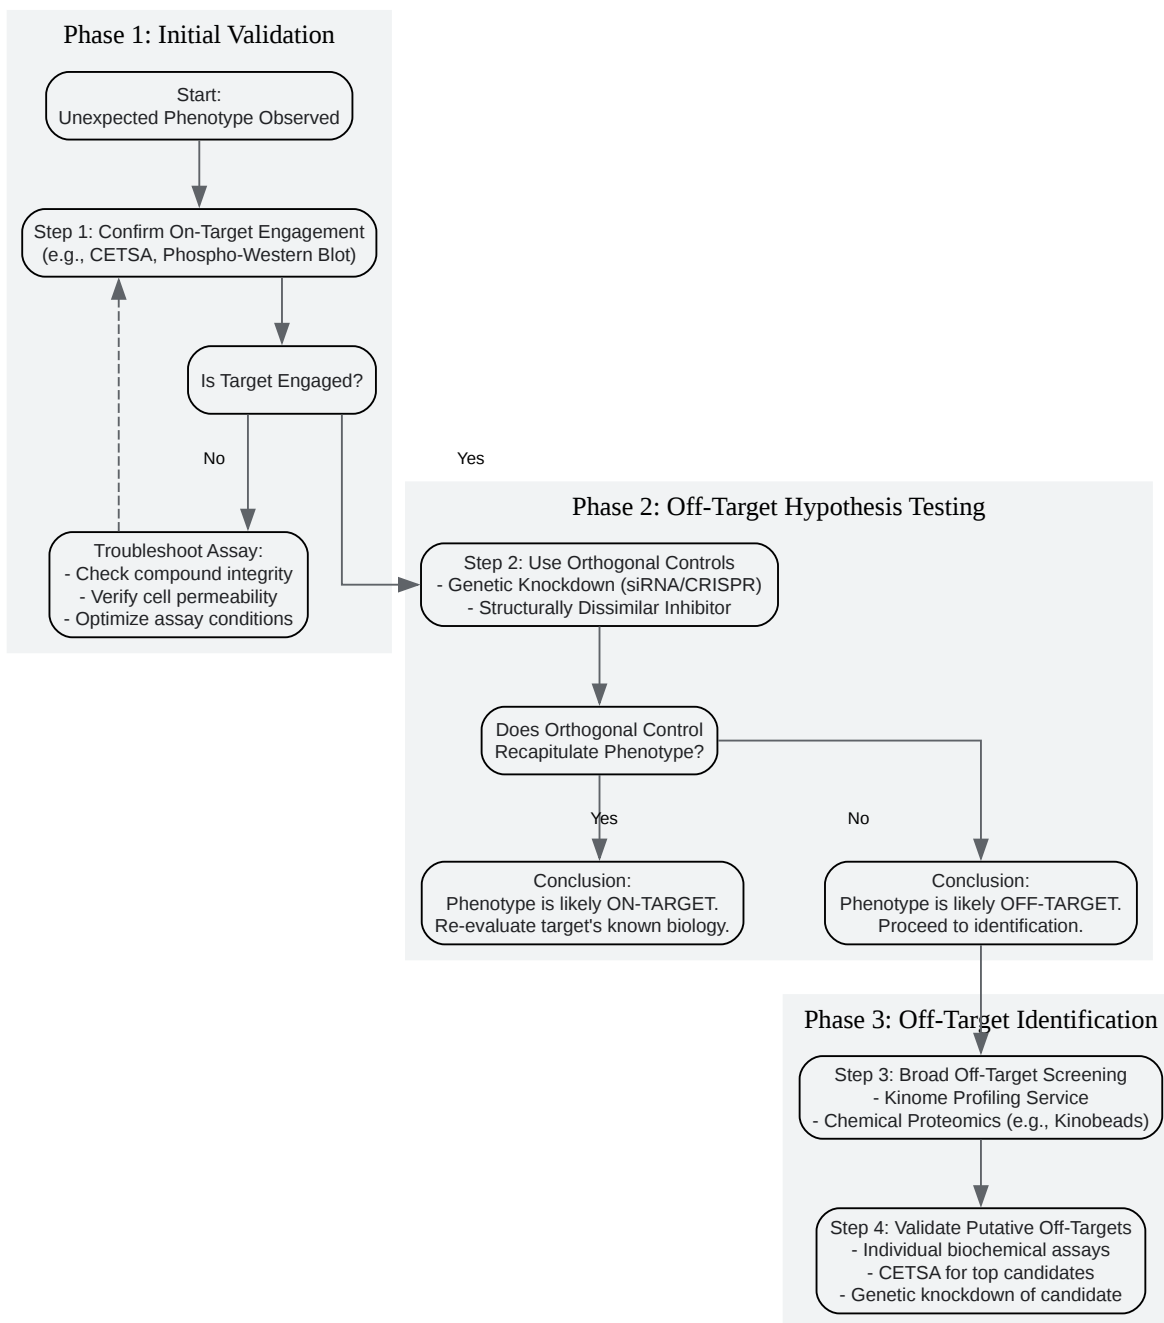 Phase 1: Initial Validation
Start:
Unexpected Phenotype Observed
Step 1: Confirm On-Target Engagement
(e.g., CETSA, Phospho-Western Blot)
Is Target Engaged?
No
Yes
Troubleshoot Assay:
- Check compound integrity
- Verify cell permeability
- Optimize assay conditions
Phase 2: Off-Target Hypothesis Testing
Step 2: Use Orthogonal Controls
- Genetic Knockdown (siRNA/CRISPR)
- Structurally Dissimilar Inhibitor
Does Orthogonal Control
Recapitulate Phenotype?
Yes
No
Conclusion:
Phenotype is likely ON-TARGET.
Re-evaluate target's known biology.
Conclusion:
Phenotype is likely OFF-TARGET.
Proceed to identification.
Phase 3: Off-Target Identification
Step 3: Broad Off-Target Screening
- Kinome Profiling Service
- Chemical Proteomics (e.g., Kinobeads)
Step 4: Validate Putative Off-Targets
- Individual biochemical assays
- CETSA for top candidates
- Genetic knockdown of candidate